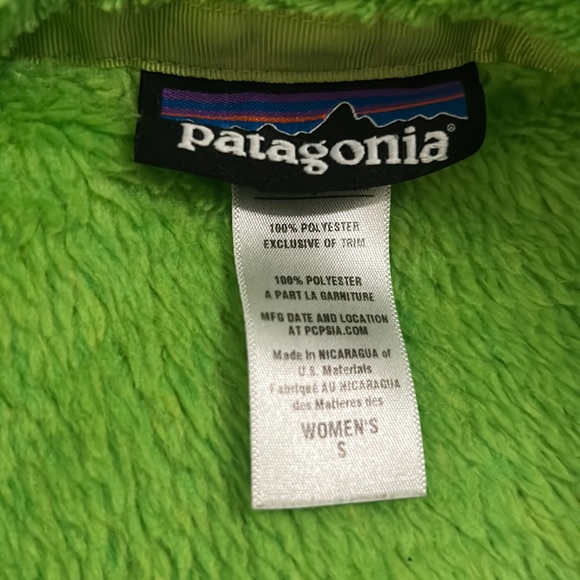 patagonia®
100% POLYESTER
EXCLUSIVE OF TRIM
100% POLYESTER
A PART LA GARNITURE
MFG DATE AND LOCATION
AT PCPSIA.COM
Made in NICARAGUA of
U.S. Materials
Fabriqué AU NICARAGUA
des Matieres des
WOMEN'S
S